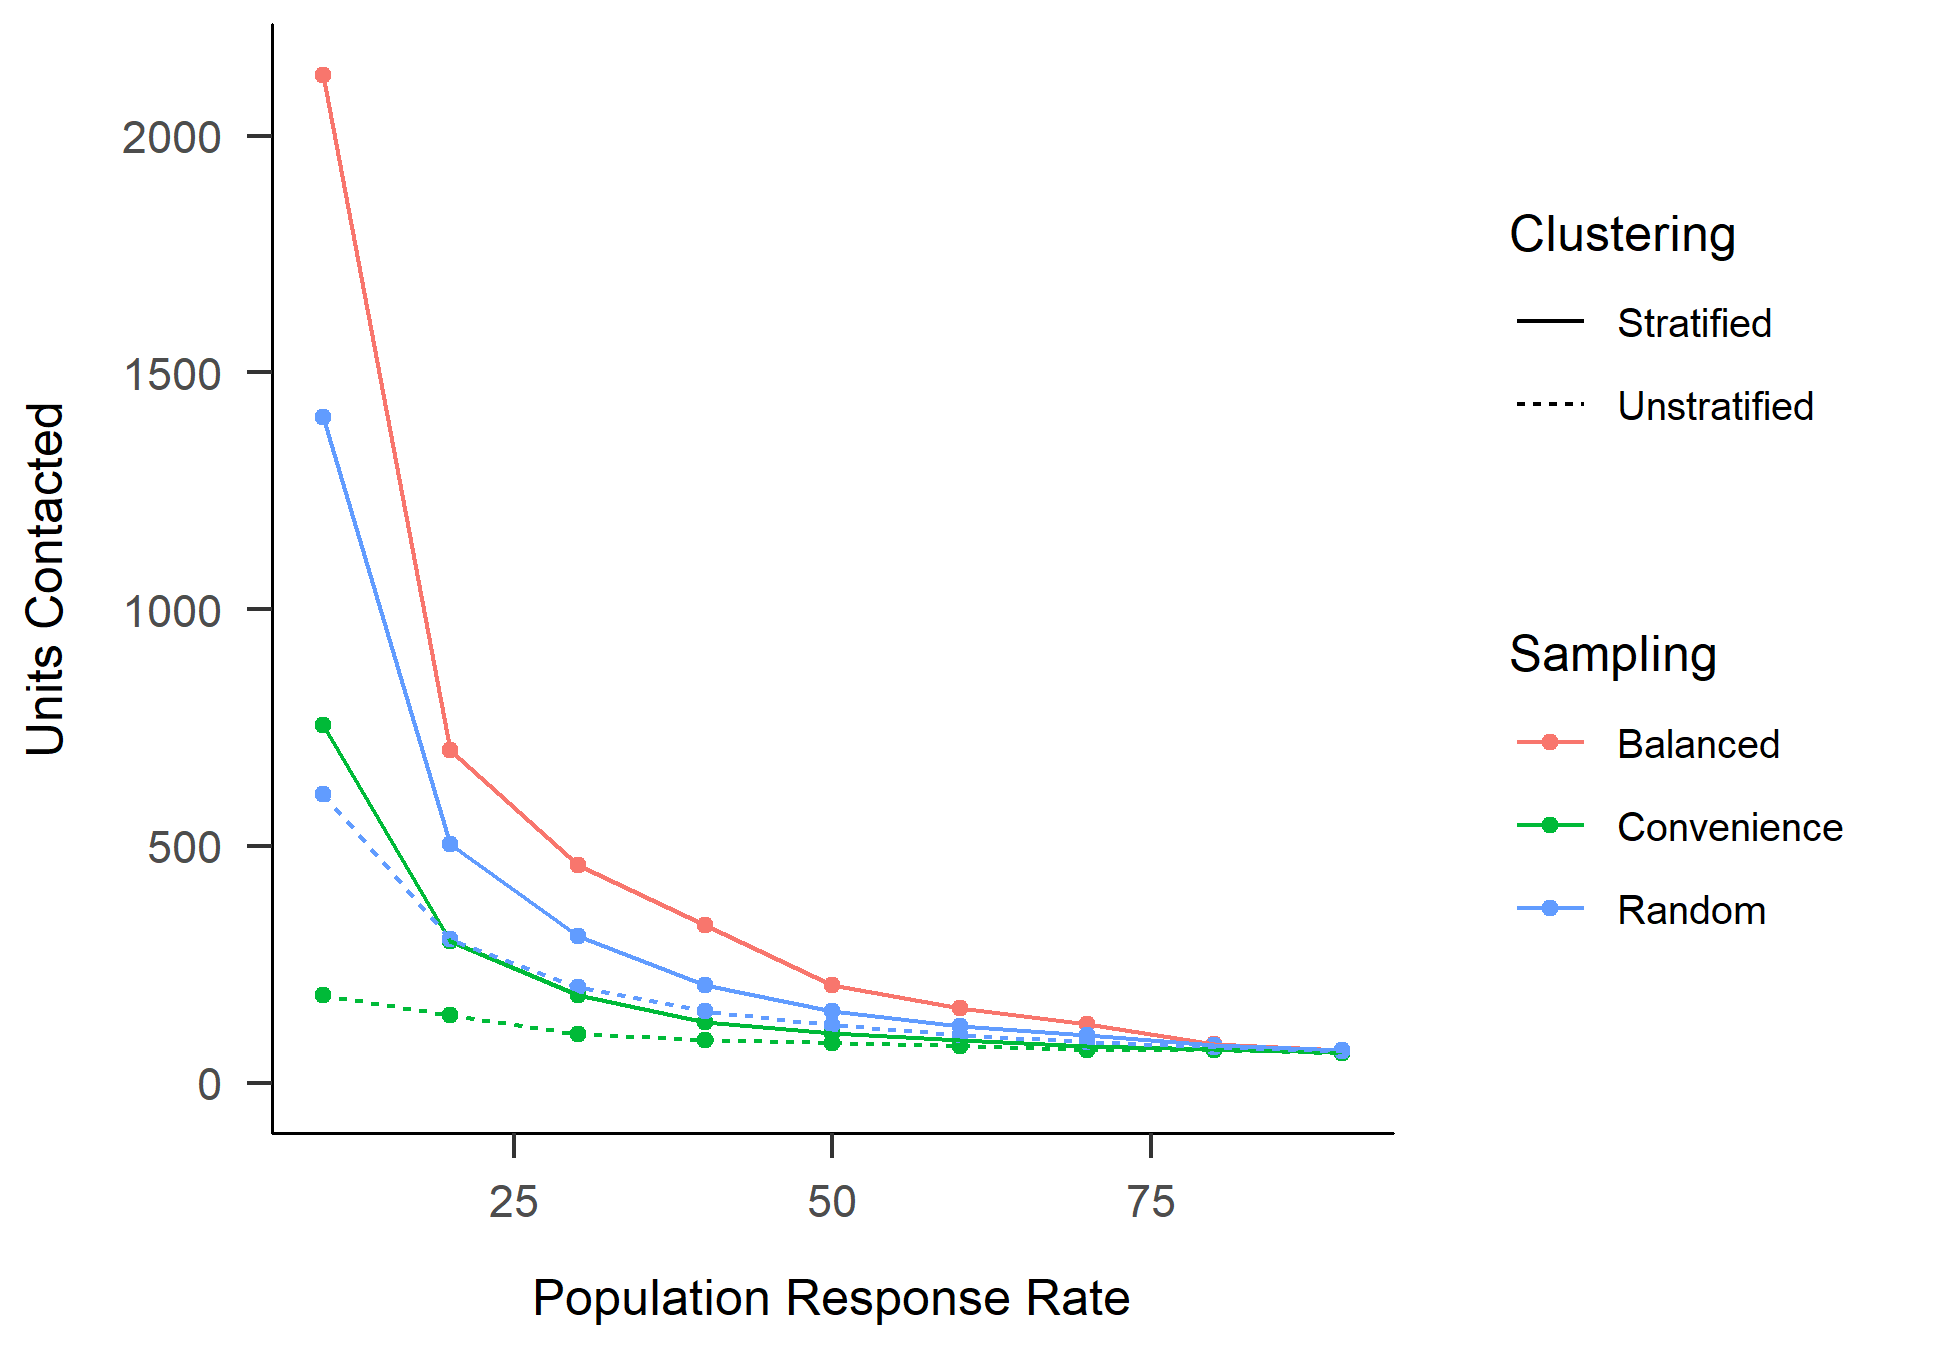 2000
1500
1000
500
0
Units Contacted
25
50
75
Population Response Rate
Clustering
Stratified
Unstratified
Sampling
Balanced
Convenience
Random